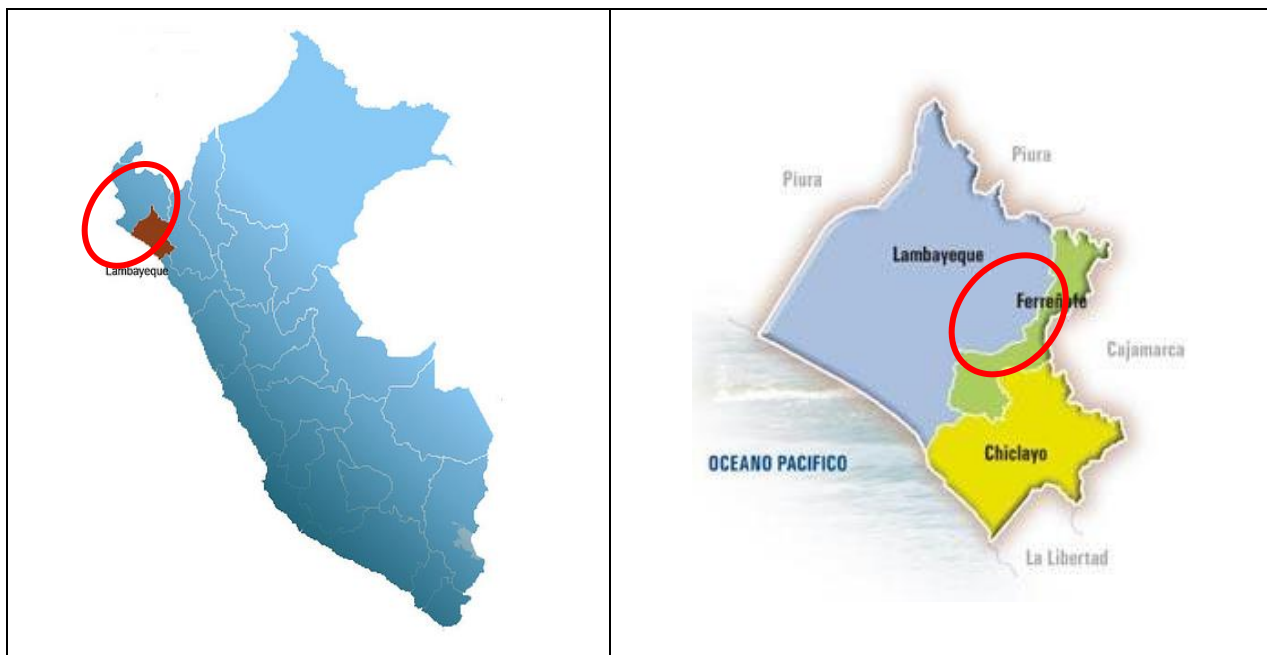 Lambayeque
Piura
Piura
Lambayeque
Ferreñafe
Cajamarca
OCEANO PACIFICO
Chiclayo
La Libertad